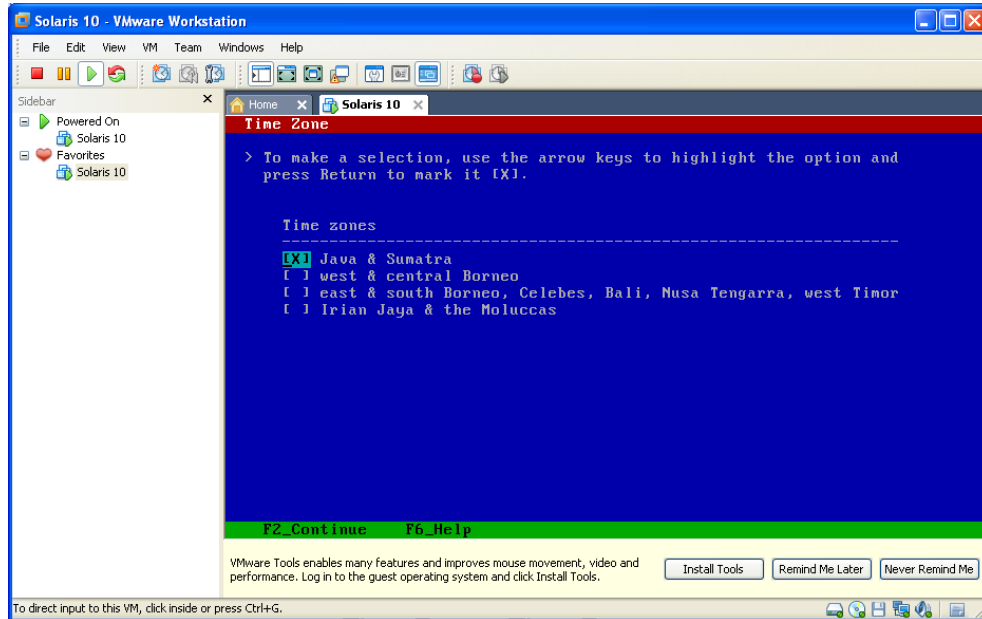 Solaris 10 - VMware Workstation
File Edit View VM Team Windows Help
Sidebar
Powered On
Solaris 10
Favorites
Solaris 10
Home
Solaris 10
Time Zone
> To make a selection, use the arrow keys to highlight the option and
press Return to mark it [X].
Time zones
--------------------------------------------------------------------
[X] Java & Sumatra
[ ] west & central Borneo
[ ] east & south Borneo, Celebes, Bali, Nusa Tengarra, west Timor
[ ] Irian Jaya & the Moluccas
F2_Continue F6_Help
VMware Tools enables many features and improves mouse movement, video and
performance. Log in to the guest operating system and click Install Tools.
Install Tools Remind Me Later Never Remind Me
To direct input to this VM, click inside or press Ctrl+G.